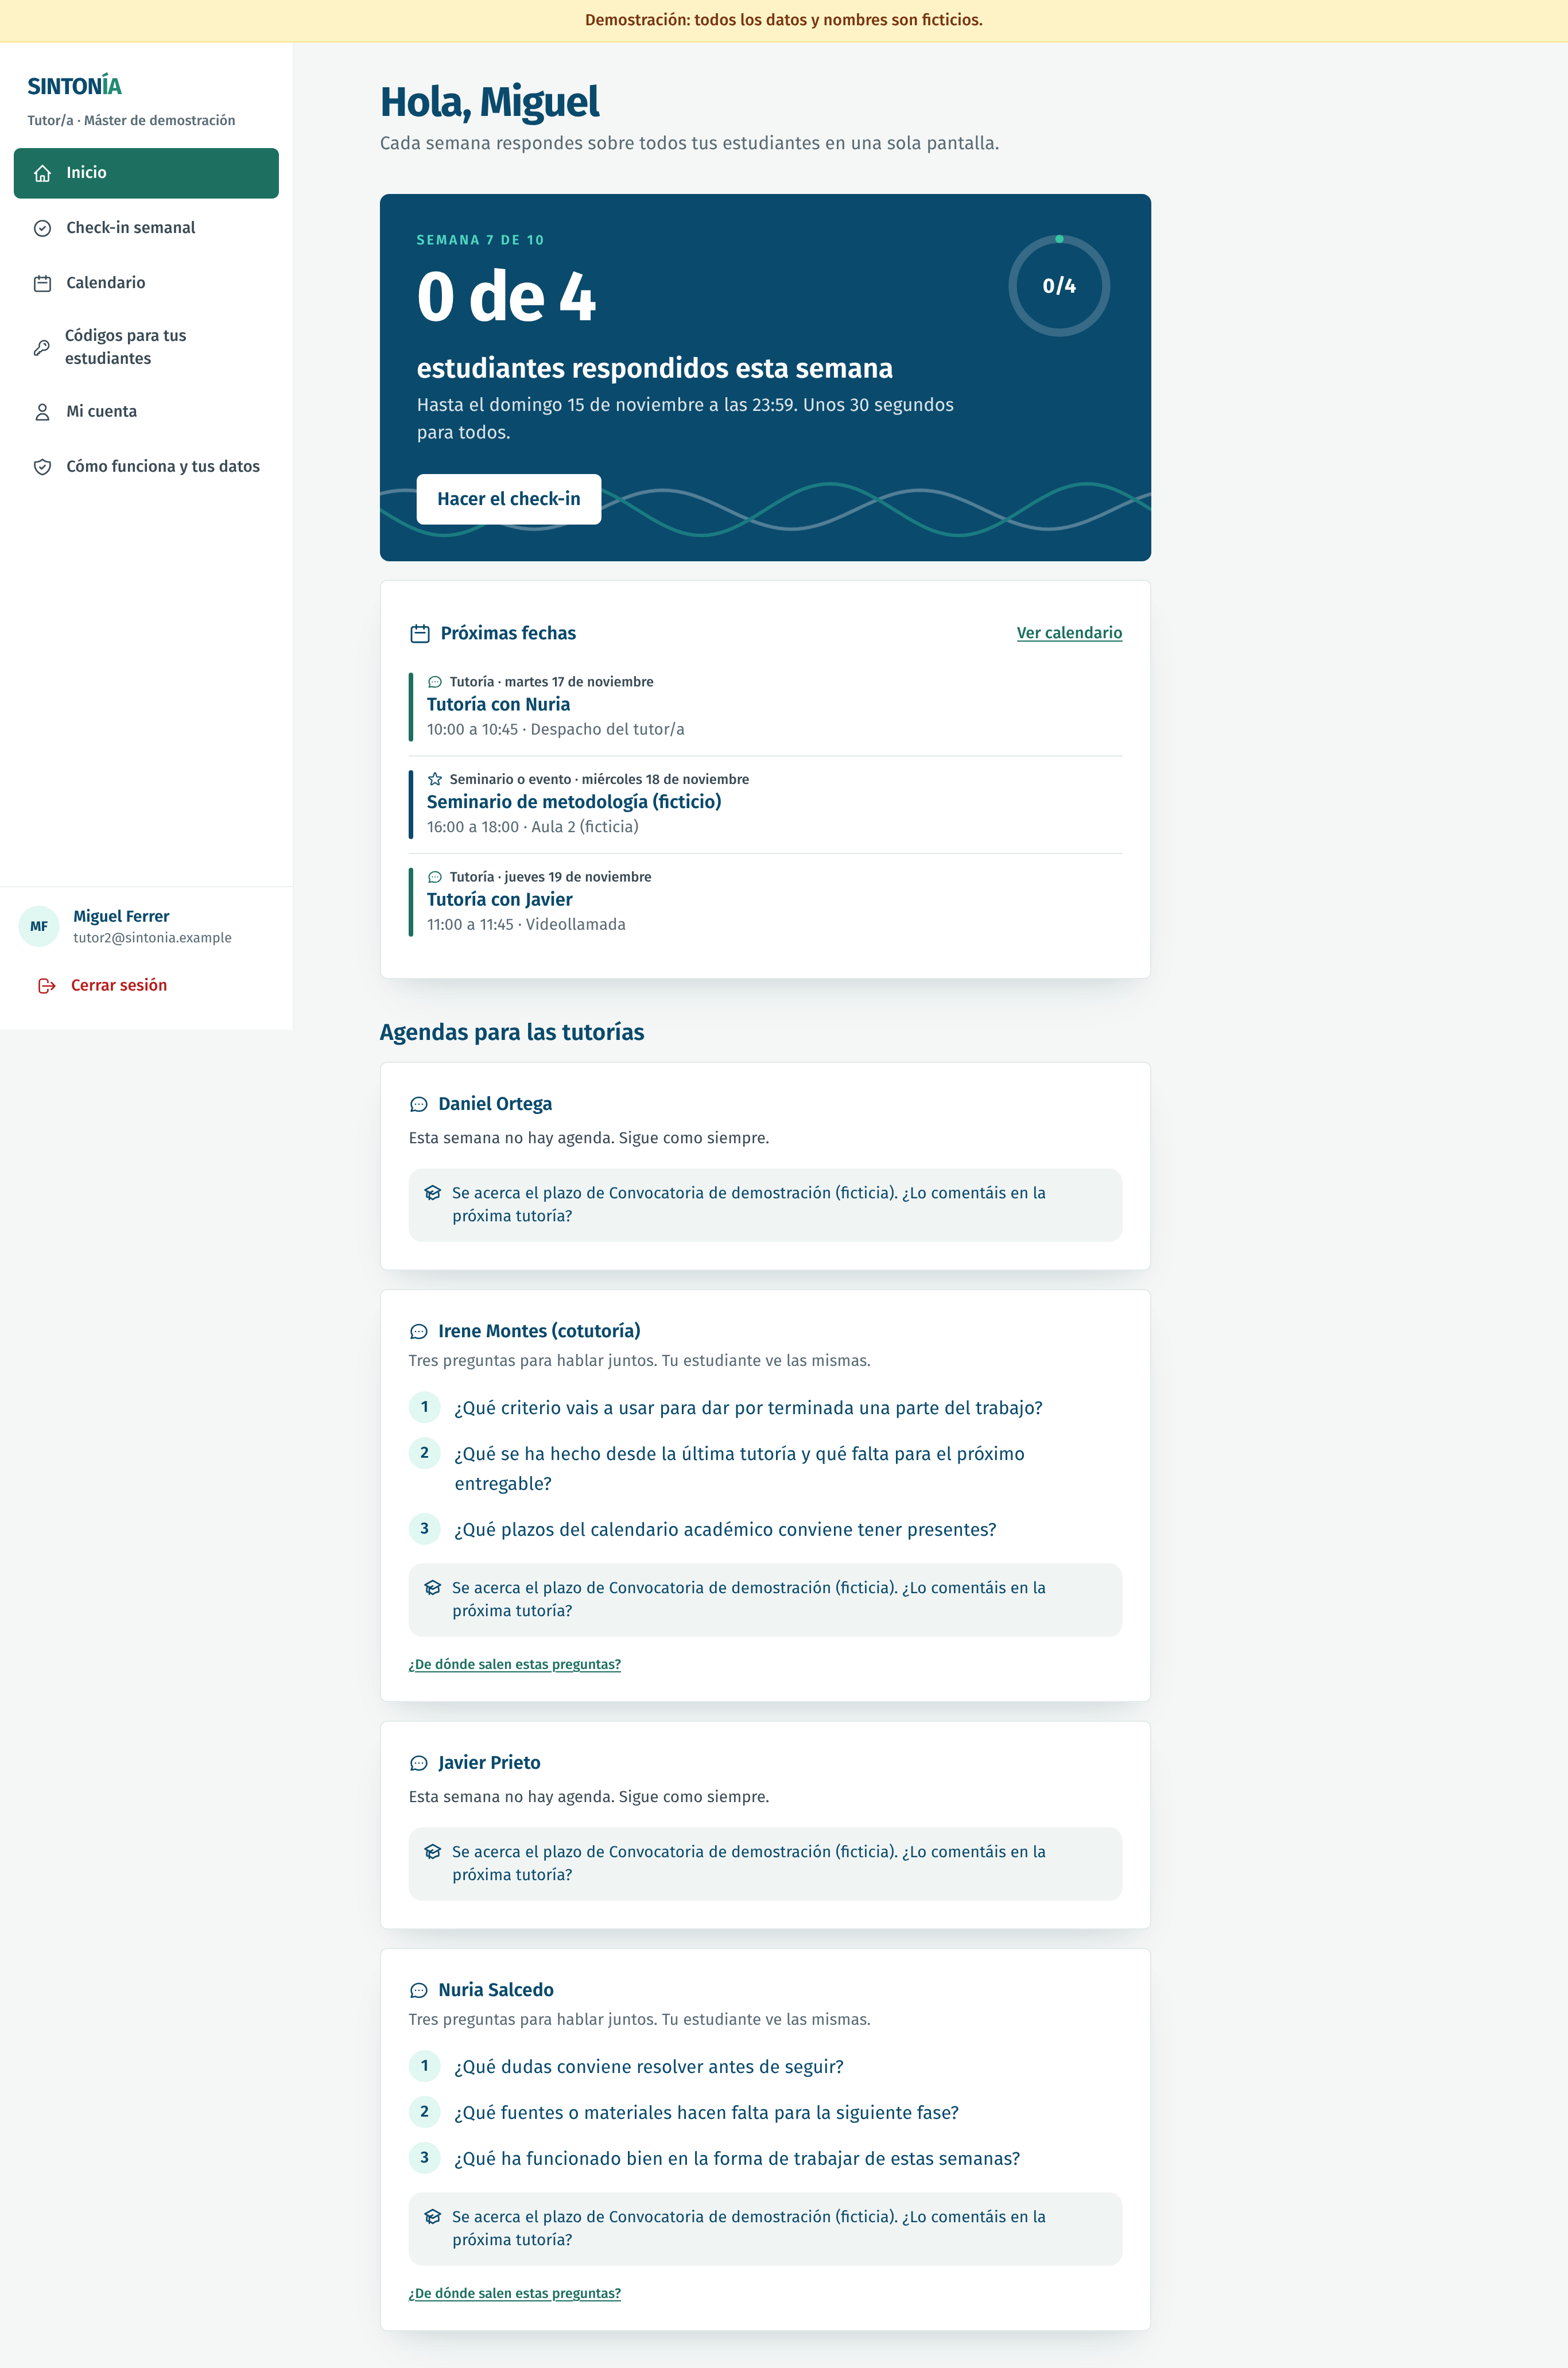 Demostración: todos los datos y nombres son ficticios.
SINTONÍA
Tutor/a · Máster de demostración
Inicio
Check-in semanal
Calendario
Códigos para tus
estudiantes
Mi cuenta
Cómo funciona y tus datos
MF
Miguel Ferrer
tutor2@sintonia.example
Cerrar sesión
Hola, Miguel
Cada semana respondes sobre todos tus estudiantes en una sola pantalla.
SEMANA 7 DE 10
0 de 4
0/4
estudiantes respondidos esta semana
Hasta el domingo 15 de noviembre a las 23:59. Unos 30 segundos
para todos.
Hacer el check-in
Próximas fechas
Ver calendario
Tutoría · martes 17 de noviembre
Tutoría con Nuria
10:00 a 10:45 · Despacho del tutor/a
Seminario o evento · miércoles 18 de noviembre
Seminario de metodología (ficticio)
16:00 a 18:00 · Aula 2 (ficticia)
Tutoría · jueves 19 de noviembre
Tutoría con Javier
11:00 a 11:45 · Videollamada
Agendas para las tutorías
Daniel Ortega
Esta semana no hay agenda. Sigue como siempre.
Se acerca el plazo de Convocatoria de demostración (ficticia). ¿Lo comentáis en la
próxima tutoría?
Irene Montes (cotutoría)
Tres preguntas para hablar juntos. Tu estudiante ve las mismas.
1 ¿Qué criterio vais a usar para dar por terminada una parte del trabajo?
2 ¿Qué se ha hecho desde la última tutoría y qué falta para el próximo
entregable?
3 ¿Qué plazos del calendario académico conviene tener presentes?
Se acerca el plazo de Convocatoria de demostración (ficticia). ¿Lo comentáis en la
próxima tutoría?
¿De dónde salen estas preguntas?
Javier Prieto
Esta semana no hay agenda. Sigue como siempre.
Se acerca el plazo de Convocatoria de demostración (ficticia). ¿Lo comentáis en la
próxima tutoría?
Nuria Salcedo
Tres preguntas para hablar juntos. Tu estudiante ve las mismas.
1 ¿Qué dudas conviene resolver antes de seguir?
2 ¿Qué fuentes o materiales hacen falta para la siguiente fase?
3 ¿Qué ha funcionado bien en la forma de trabajar de estas semanas?
Se acerca el plazo de Convocatoria de demostración (ficticia). ¿Lo comentáis en la
próxima tutoría?
¿De dónde salen estas preguntas?